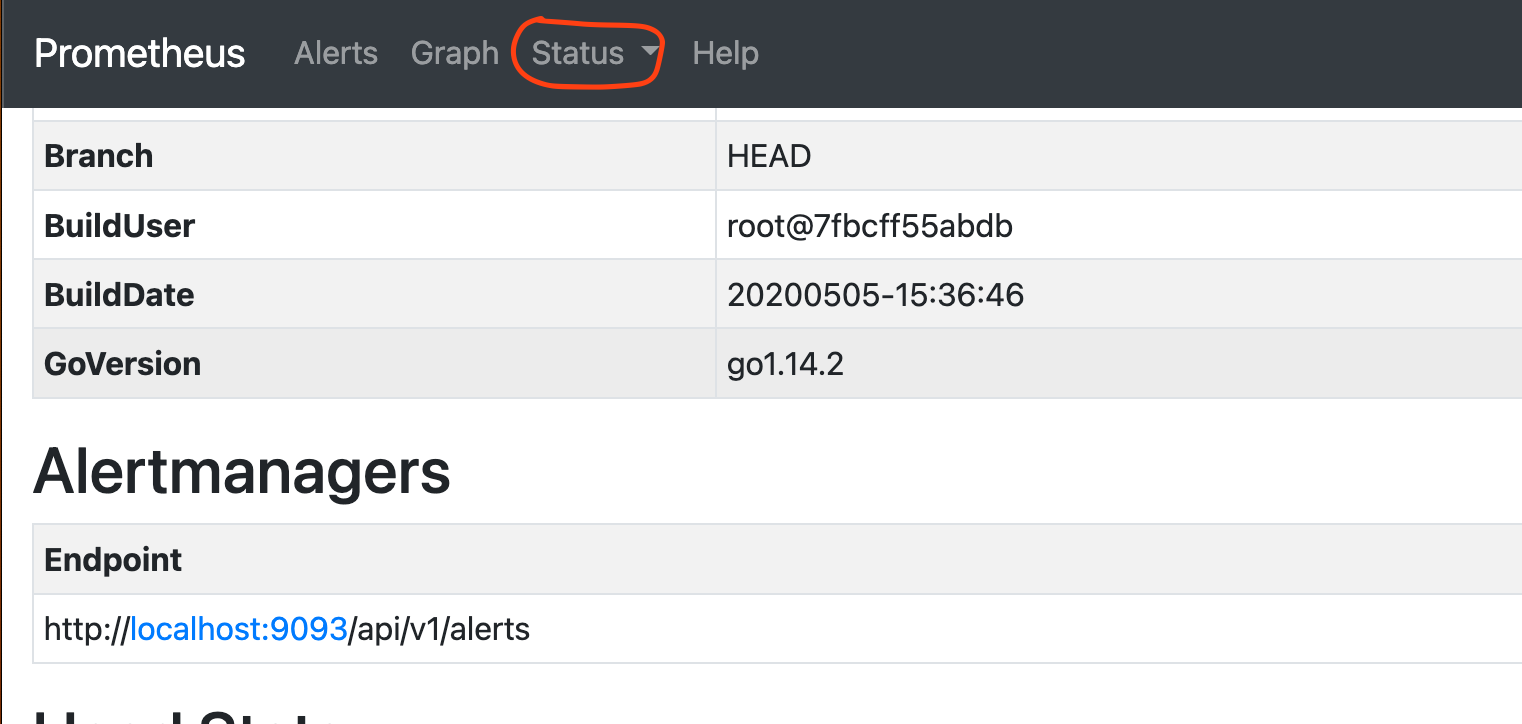 Prometheus Alerts Graph Status Help
Branch HEAD
BuildUser root@7fbcff55abdb
BuildDate 20200505-15:36:46
GoVersion go1.14.2
Alertmanagers
Endpoint
http://localhost:9093/api/v1/alerts